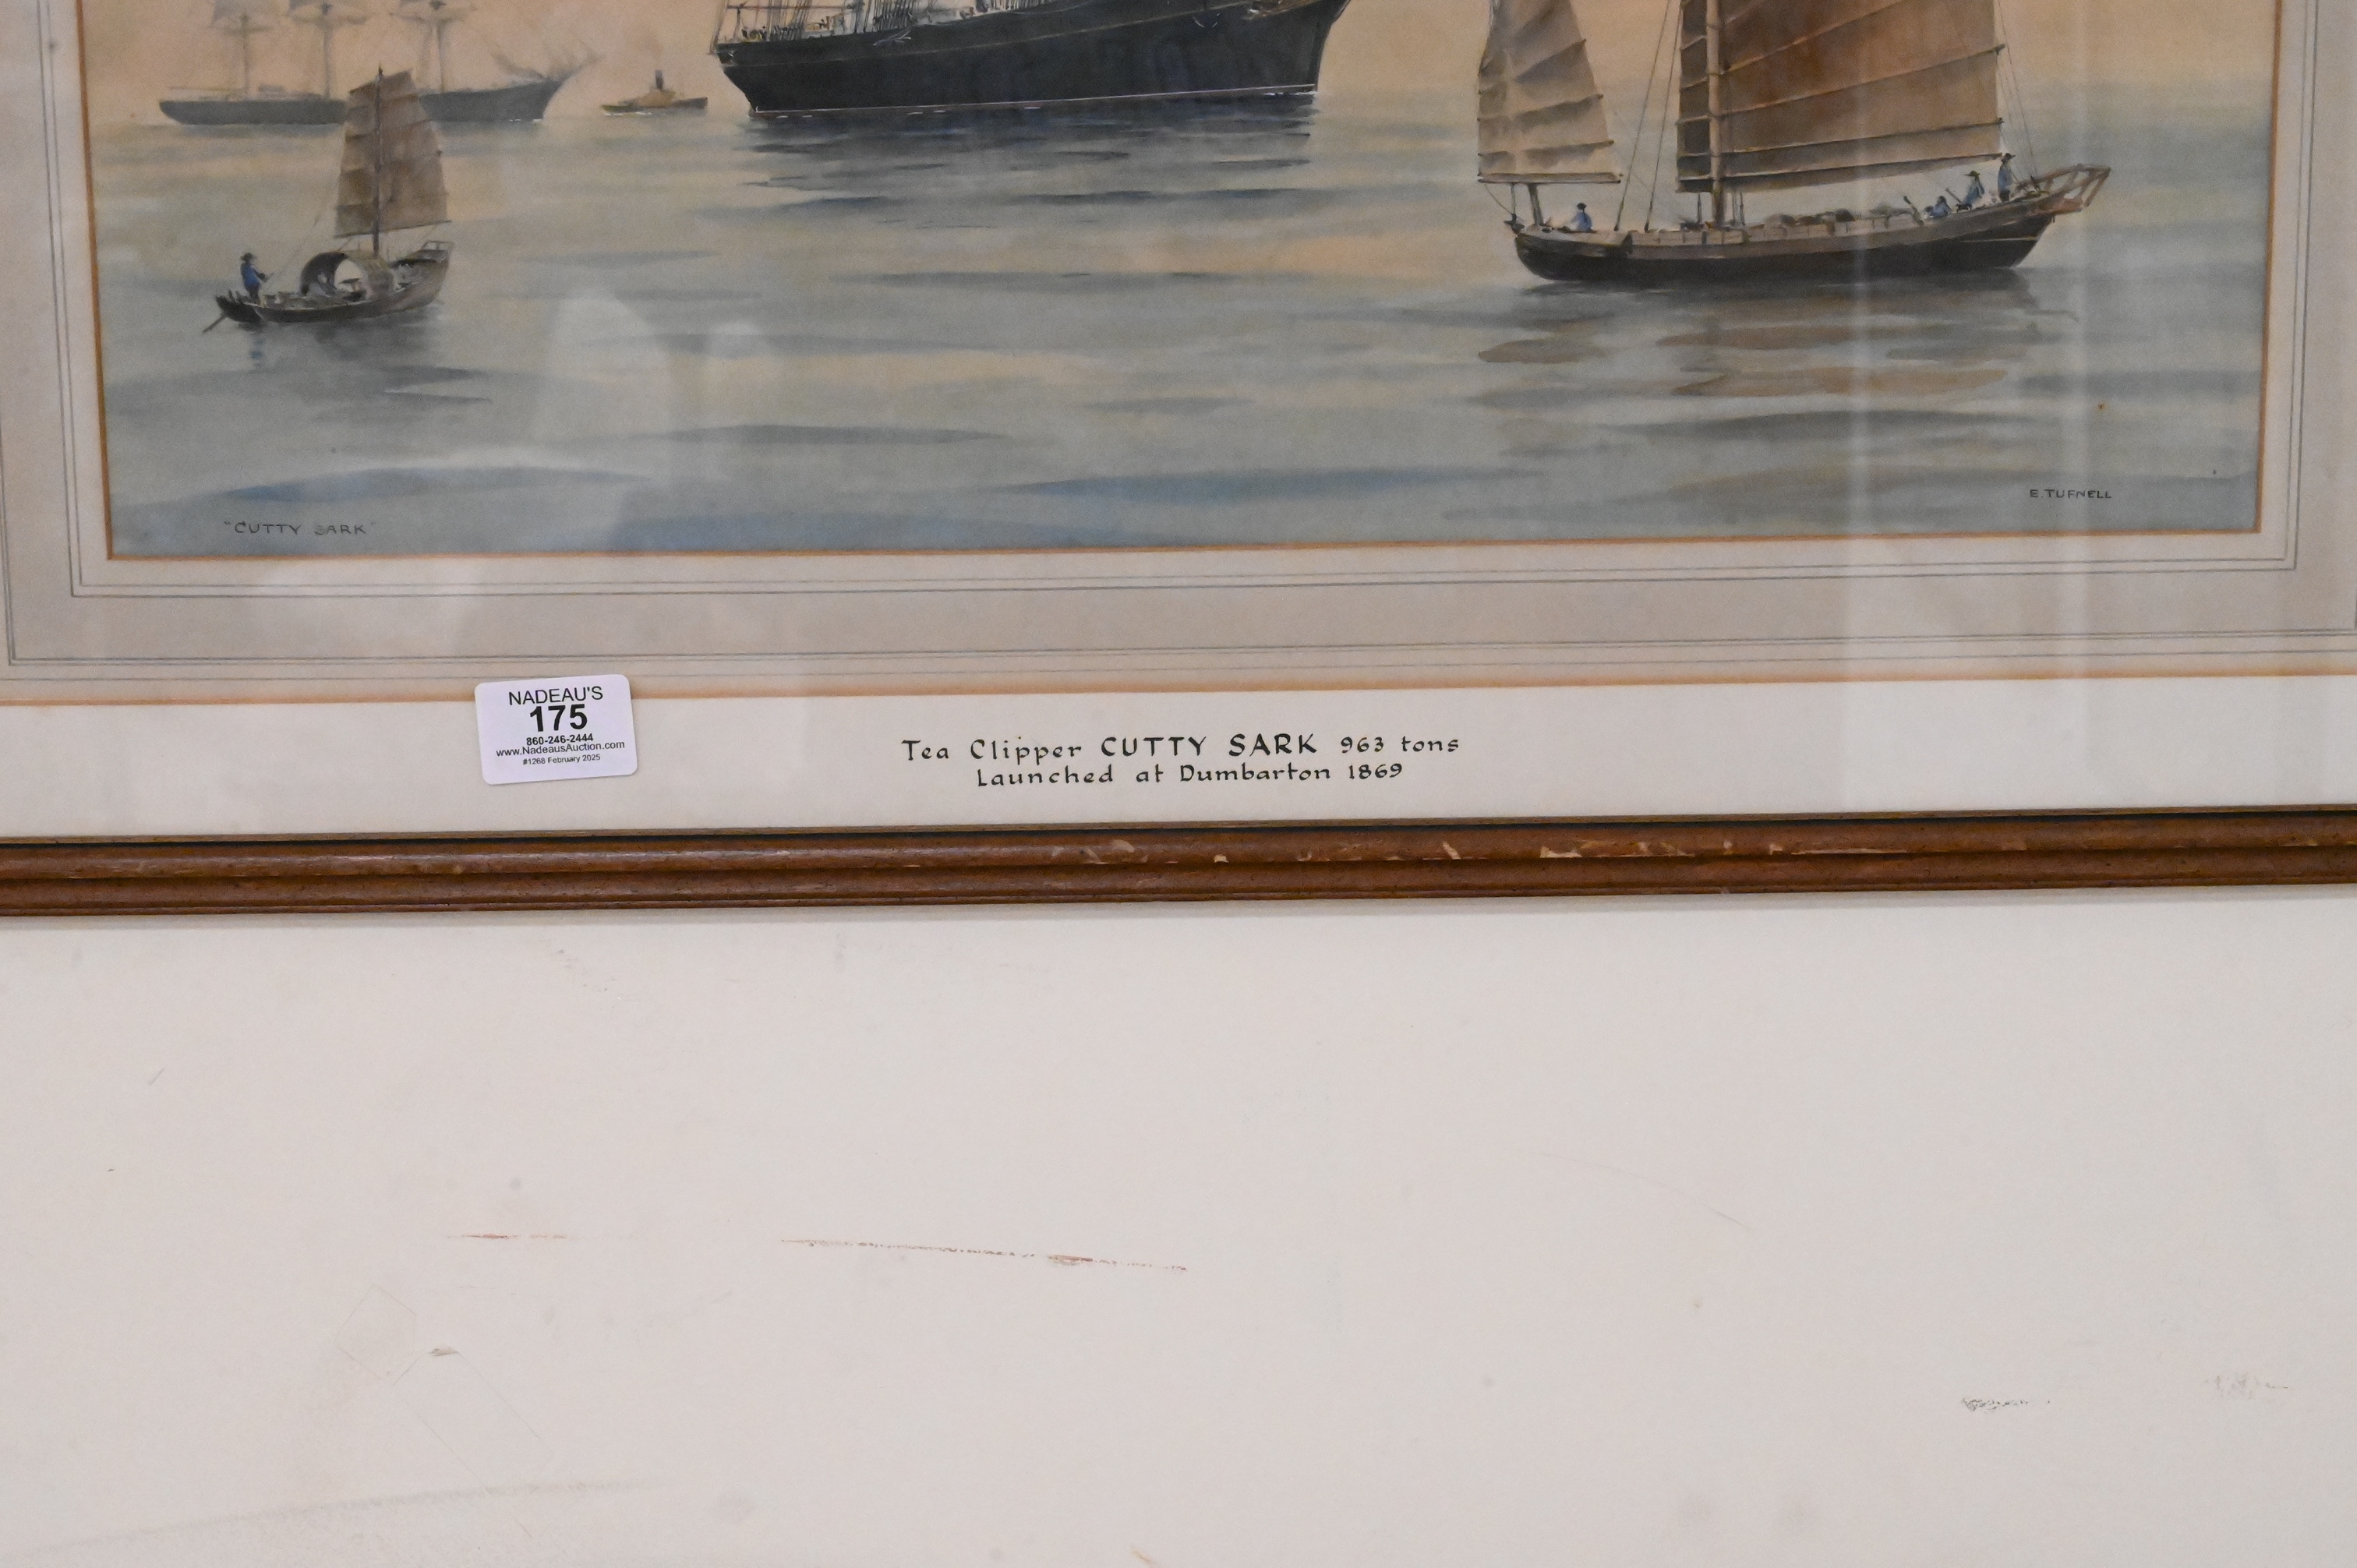 "CUTTY SARK"
E. TUFNELL
NADEAU'S
175
860-246-2444
www.NadeausAuction.com
#1268 February 2025
Tea Clipper CUTTY SARK 963 tons
Launched at Dumbarton 1869